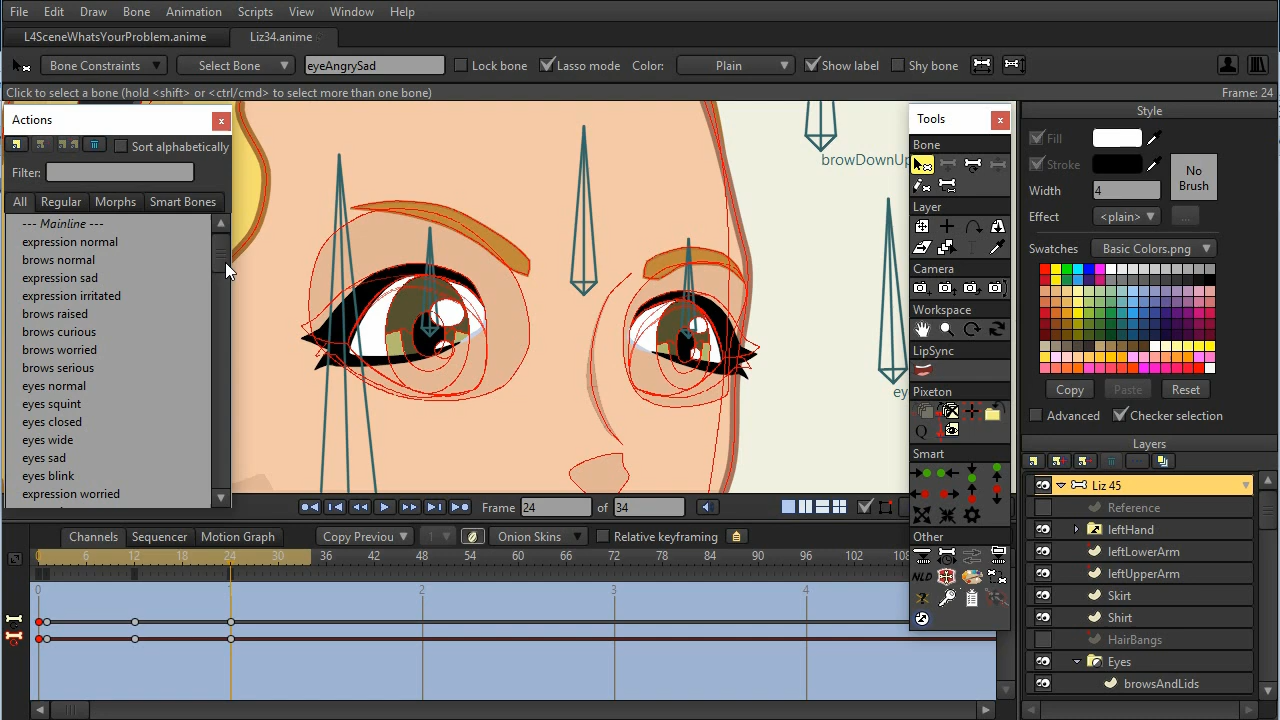 File Edit Draw Bone Animation Scripts View Window Help
L4SceneWhatsYourProblem.anime Liz34.anime
Bone Constraints Select Bone eyeAngrySad Lock bone Lasso mode Color: Plain Show label Shy bone
Click to select a bone (hold <shift> or <ctrl/cmd> to select more than one bone) Frame: 24
Actions x
Sort alphabetically
Filter:
All Regular Morphs Smart Bones
--- Mainline ---
expression normal
brows normal
expression sad
expression irritated
brows raised
brows curious
brows worried
brows serious
eyes normal
eyes squint
eyes closed
eyes wide
eyes sad
eyes blink
expression worried
browDownUp
ey
Tools x
Bone
Layer
Camera
Workspace
LipSync
Pixeton
Q
Smart
Other
NLD
Style
Fill
Stroke
No Brush
Width 4
Effect <plain> ...
Swatches Basic Colors.png
Copy Paste Reset
Advanced Checker selection
Layers
Liz 45
Reference
leftHand
leftLowerArm
leftUpperArm
Skirt
Shirt
HairBangs
Eyes
browsAndLids
Frame 24 of 34
Channels Sequencer Motion Graph Copy Previou 1 Onion Skins Relative keyframing
0 6 12 18 24 30 36 42 48 54 60 66 72 78 84 90 96 102 108
0 1 2 3 4